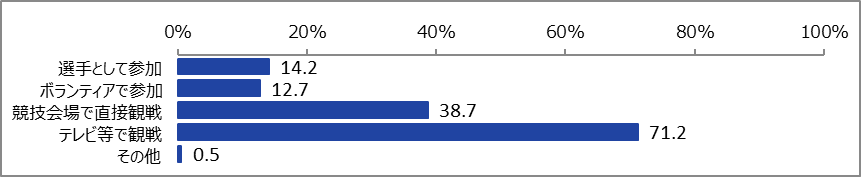 0% 20% 40% 60% 80% 100%
選手として参加 14.2
ボランティアで参加 12.7
競技会場で直接観戦 38.7
テレビ等で観戦 71.2
その他 0.5